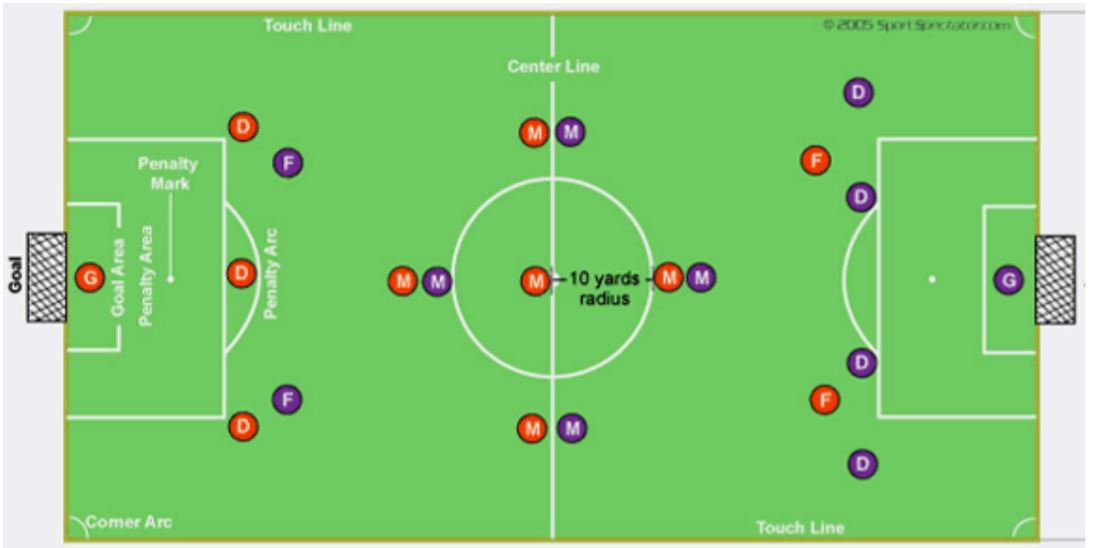 Touch Line
© 2005 SportSpectator.com
Center Line
D
M
M
D
F
F
Penalty
Mark
D
Goal
G
Goal Area
Penalty Area
D
Penalty Arc
M
M
M
10 yards
radius
M
M
G
D
F
F
D
M
M
D
D
Corner Arc
Touch Line